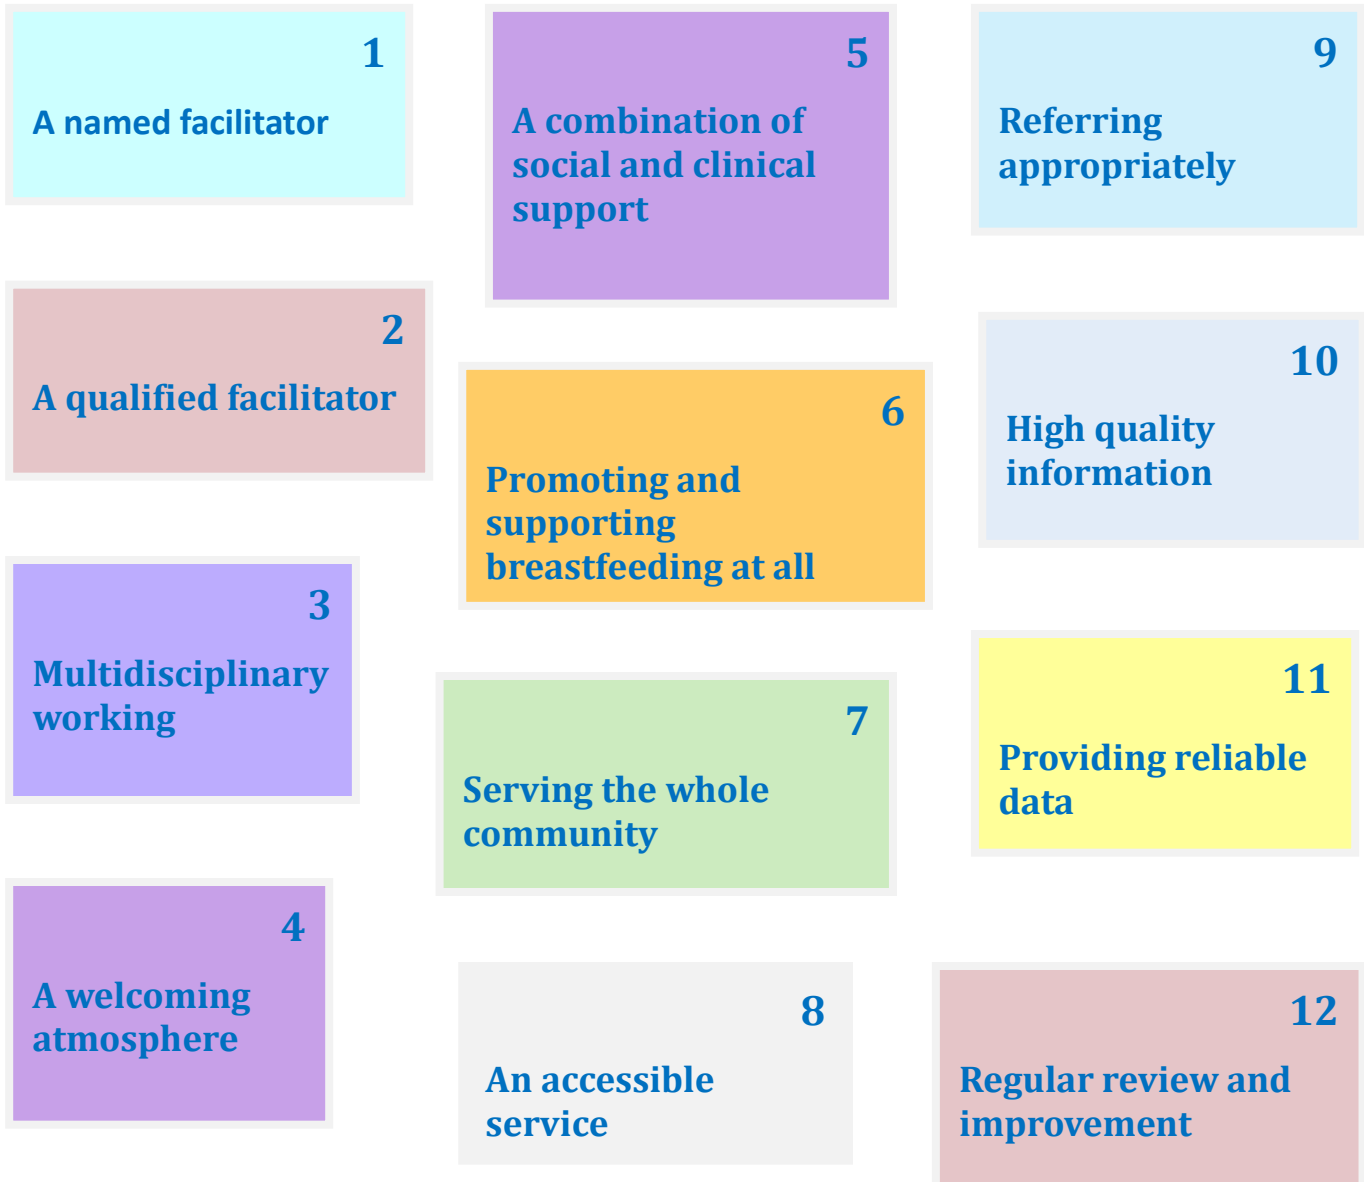 1
A named facilitator
2
A qualified facilitator
3
Multidisciplinary
working
4
A welcoming
atmosphere
5
A combination of
social and clinical
support
6
Promoting and
supporting
breastfeeding at all
7
Serving the whole
community
8
An accessible
service
9
Referring
appropriately
10
High quality
information
11
Providing reliable
data
12
Regular review and
improvement